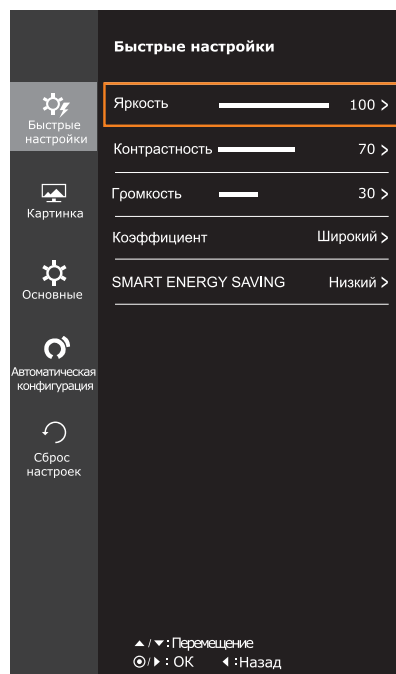 Быстрые настройки
Быстрые
настройки
Картинка
Основные
Автоматическая
конфигурация
Сброс
настроек
Яркость 100 >
Контрастность 70 >
Громкость 30 >
Коэффициент Широкий >
SMART ENERGY SAVING Низкий >
▲ / ▼ : Перемещение
⦿ / ▶ : OK ◀ : Назад